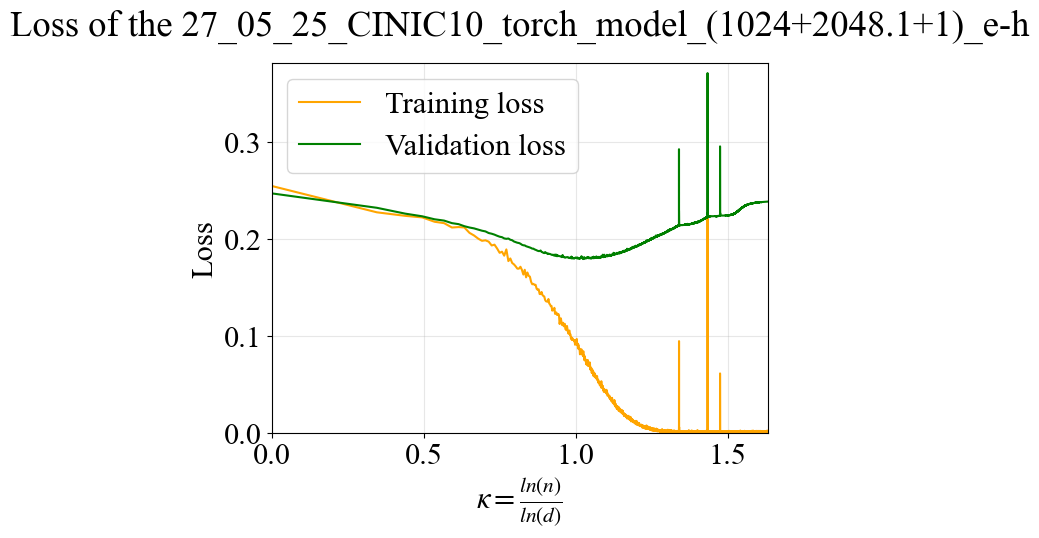 Loss of the 27_05_25_CINIC10_torch_model_(1024+2048.1+1)_e-h
Training loss
Validation loss
Loss
0.3
0.2
0.1
0.0
0.0 0.5 1.0 1.5
κ = ln(n)/ln(d)